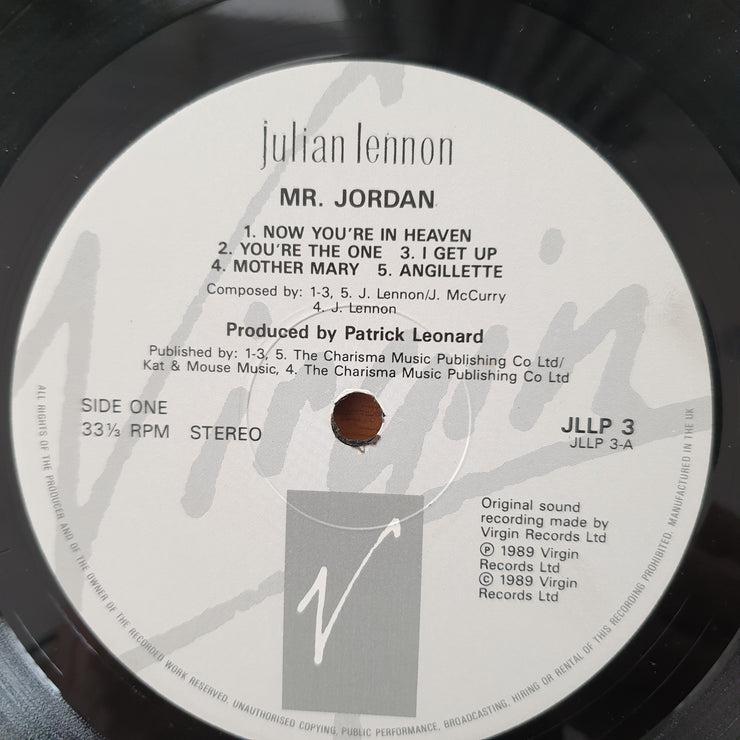 julian lennon
MR. JORDAN
1. NOW YOU'RE IN HEAVEN
2. YOU'RE THE ONE 3. I GET UP
4. MOTHER MARY 5. ANGILLETTE
Composed by: 1-3, 5. J. Lennon/J. McCurry
4. J. Lennon
Produced by Patrick Leonard
Published by: 1-3, 5. The Charisma Music Publishing Co Ltd/
Kat & Mouse Music, 4. The Charisma Music Publishing Co Ltd
SIDE ONE
33⅓ RPM STEREO
JLLP 3
JLLP 3-A
Original sound
recording made by
Virgin Records Ltd
Ⓟ 1989 Virgin
Records Ltd
© 1989 Virgin
Records Ltd
Virgin
V
ALL RIGHTS OF THE PRODUCER AND OF THE OWNER OF THE RECORDED WORK RESERVED. UNAUTHORISED COPYING, PUBLIC PERFORMANCE, BROADCASTING, HIRING OR RENTAL OF THIS RECORDING PROHIBITED. MANUFACTURED IN THE UK